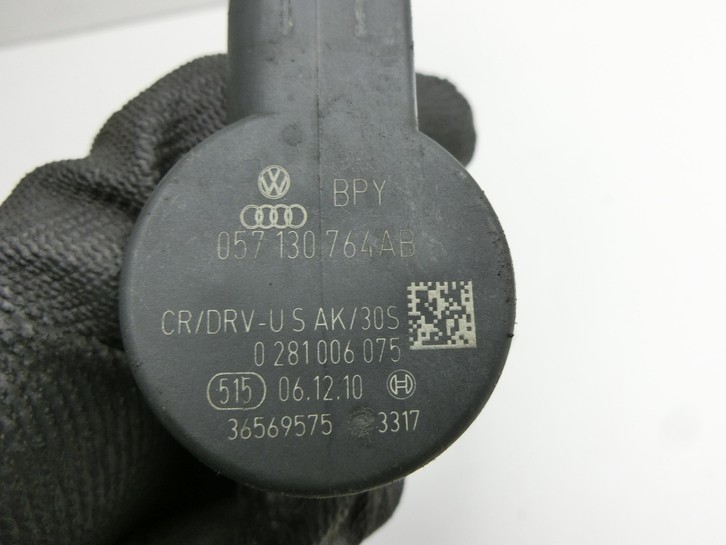 BPY
057 130 764AB
CR/DRV-U S AK/30S
0 281 006 075
515 06.12.10
36569575 3317